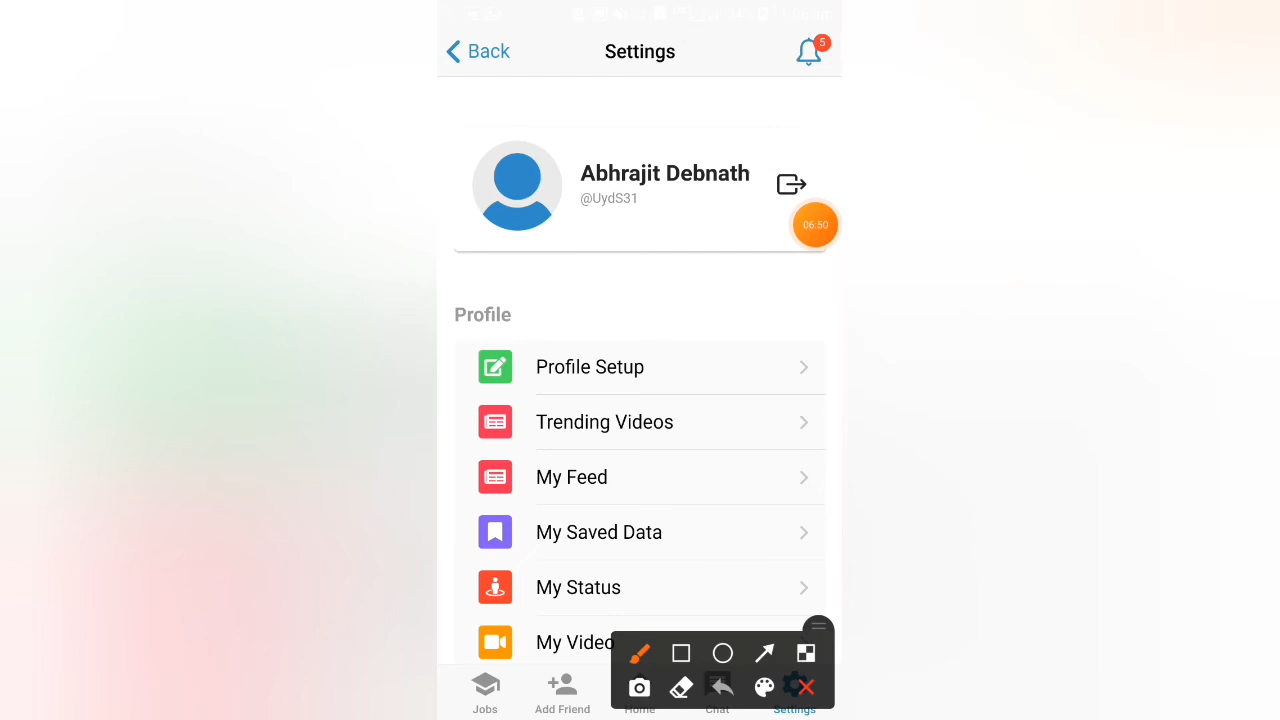 Back
Settings
5
Abhrajit Debnath
@UydS31
06:50
Profile
Profile Setup
Trending Videos
My Feed
My Saved Data
My Status
My Video
Jobs
Add Friend
Home
Chat
Settings